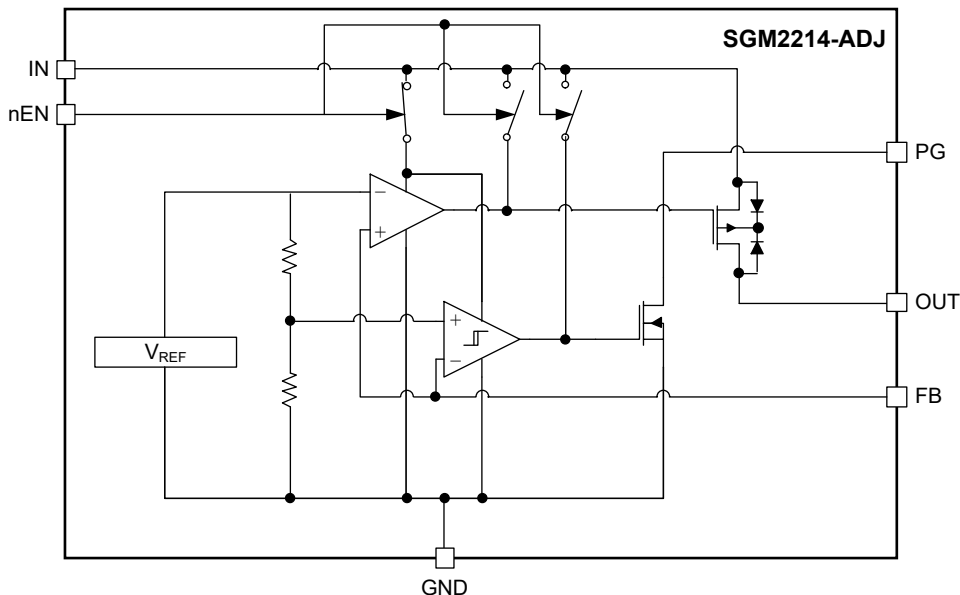 SGM2214-ADJ
IN
nEN
PG
−
+
OUT
+
−
VREF
FB
GND